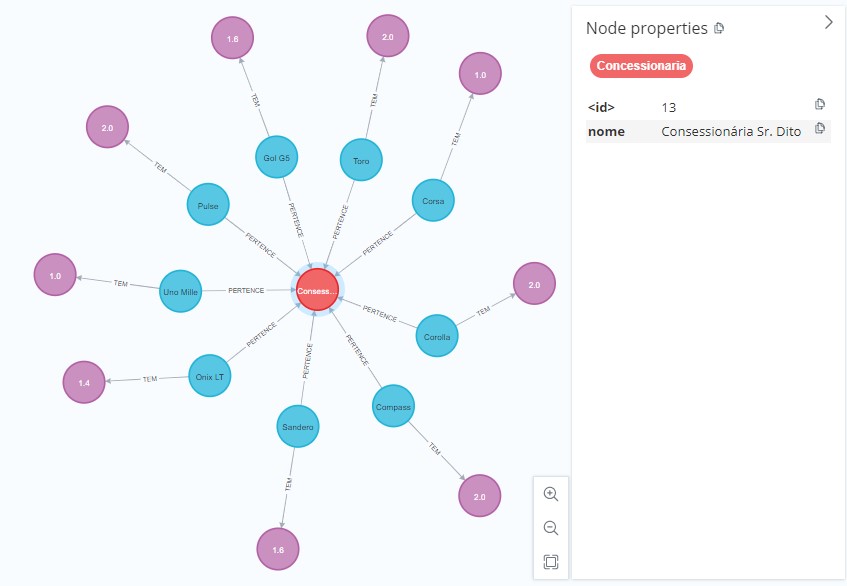 1.8
2.0
1.0
2.0
TEM
TEM
TEM
TEM
Gol G5
Toro
Pulse
Corsa
PERTENCE
PERTENCE
PERTENCE
PERTENCE
1.0
TEM
Uno Mille
PERTENCE
Consess...
2.0
TEM
PERTENCE
Corolla
1.4
TEM
Onix LT
PERTENCE
PERTENCE
PERTENCE
Compass
Sandero
TEM
TEM
2.0
1.6
Node properties
Concessionaria
<id> 13
nome Consessionária Sr. Dito